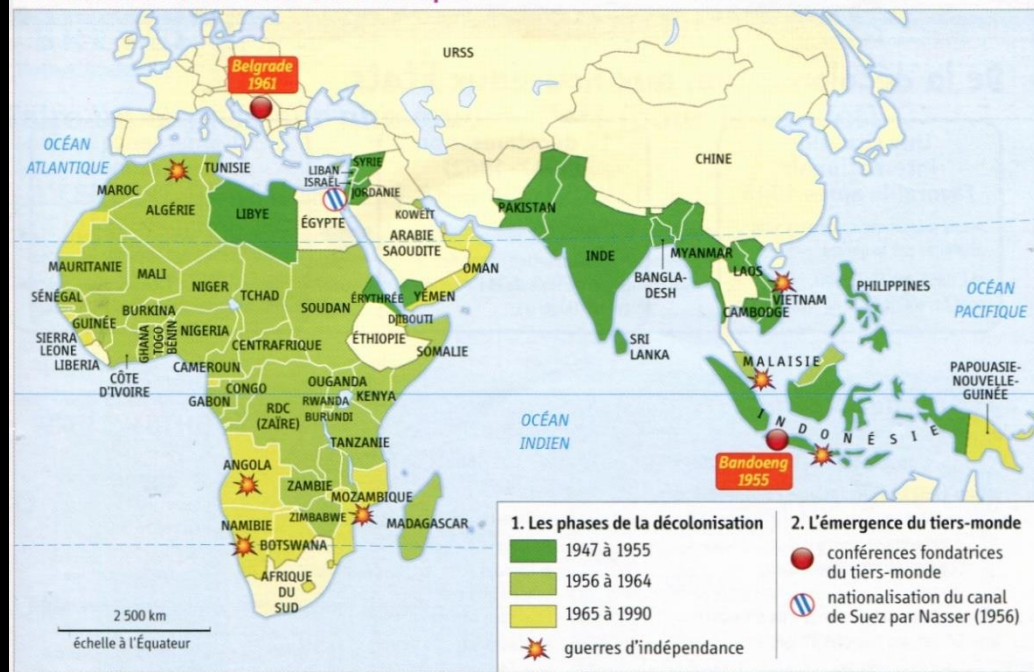 URSS
Belgrade
1961
OCÉAN
ATLANTIQUE
TUNISIE
MAROC
ALGÉRIE
LIBYE
LIBAN
ISRAËL
SYRIE
JORDANIE
ÉGYPTE
KOWEÏT
ARABIE
SAOUDITE
OMAN
YÉMEN
PAKISTAN
INDE
BANGLA-
DESH
MYANMAR
CHINE
LAOS
VIETNAM
CAMBODGE
PHILIPPINES
OCÉAN
PACIFIQUE
SRI
LANKA
MALAISIE
INDONÉSIE
PAPOUASIE-
NOUVELLE-
GUINÉE
Bandoeng
1955
OCÉAN
INDIEN
MAURITANIE
MALI
NIGER
TCHAD
SOUDAN
ÉRYTHRÉE
DJIBOUTI
ÉTHIOPIE
SOMALIE
SÉNÉGAL
GUINÉE
SIERRA
LEONE
LIBERIA
BURKINA
CÔTE
D'IVOIRE
GHANA
TOGO
BÉNIN
NIGERIA
CENTRAFRIQUE
CAMEROUN
GABON
CONGO
RDC
(ZAÏRE)
OUGANDA
RWANDA
BURUNDI
KENYA
TANZANIE
ANGOLA
ZAMBIE
MOZAMBIQUE
ZIMBABWE
MADAGASCAR
NAMIBIE
BOTSWANA
AFRIQUE
DU
SUD
2 500 km
échelle à l'Équateur
1. Les phases de la décolonisation
1947 à 1955
1956 à 1964
1965 à 1990
guerres d'indépendance
2. L'émergence du tiers-monde
conférences fondatrices
du tiers-monde
nationalisation du canal
de Suez par Nasser (1956)